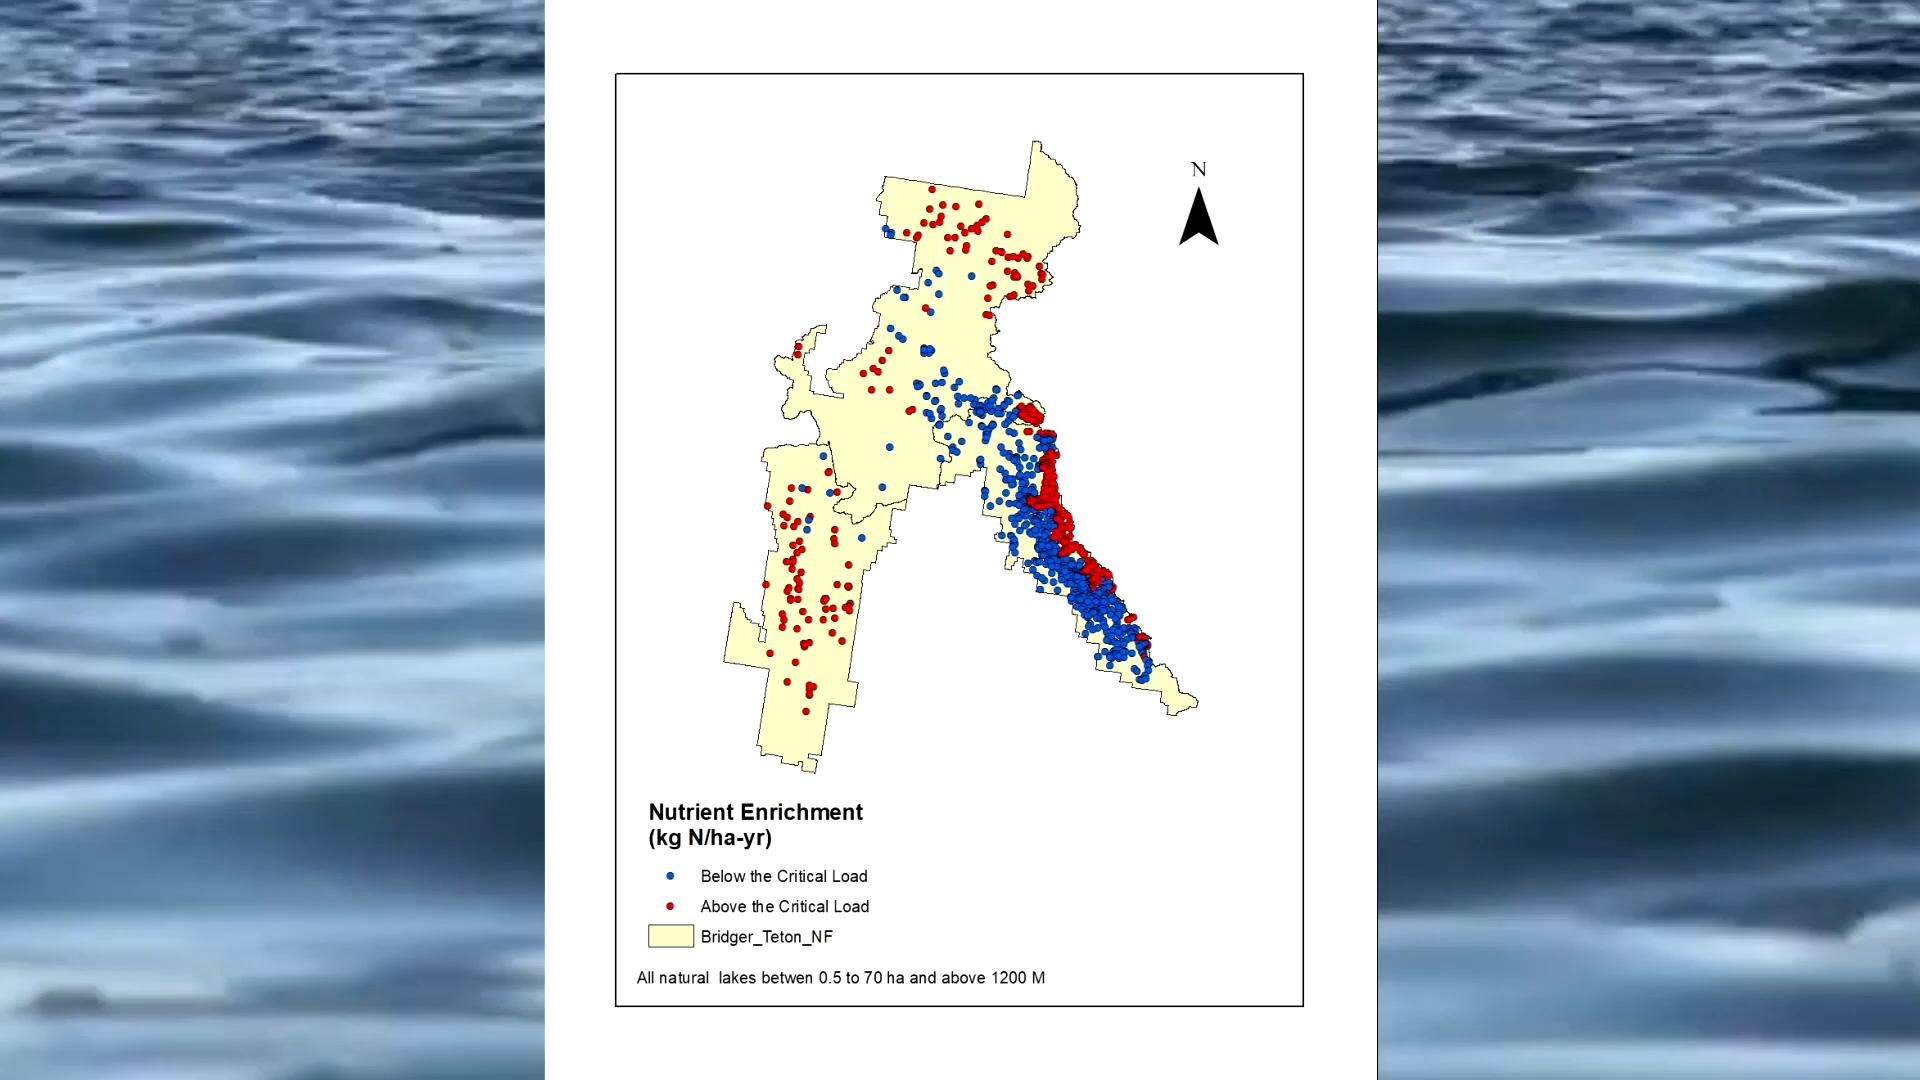 N
Nutrient Enrichment
(kg N/ha-yr)
Below the Critical Load
Above the Critical Load
Bridger_Teton_NF
All natural lakes betwen 0.5 to 70 ha and above 1200 M